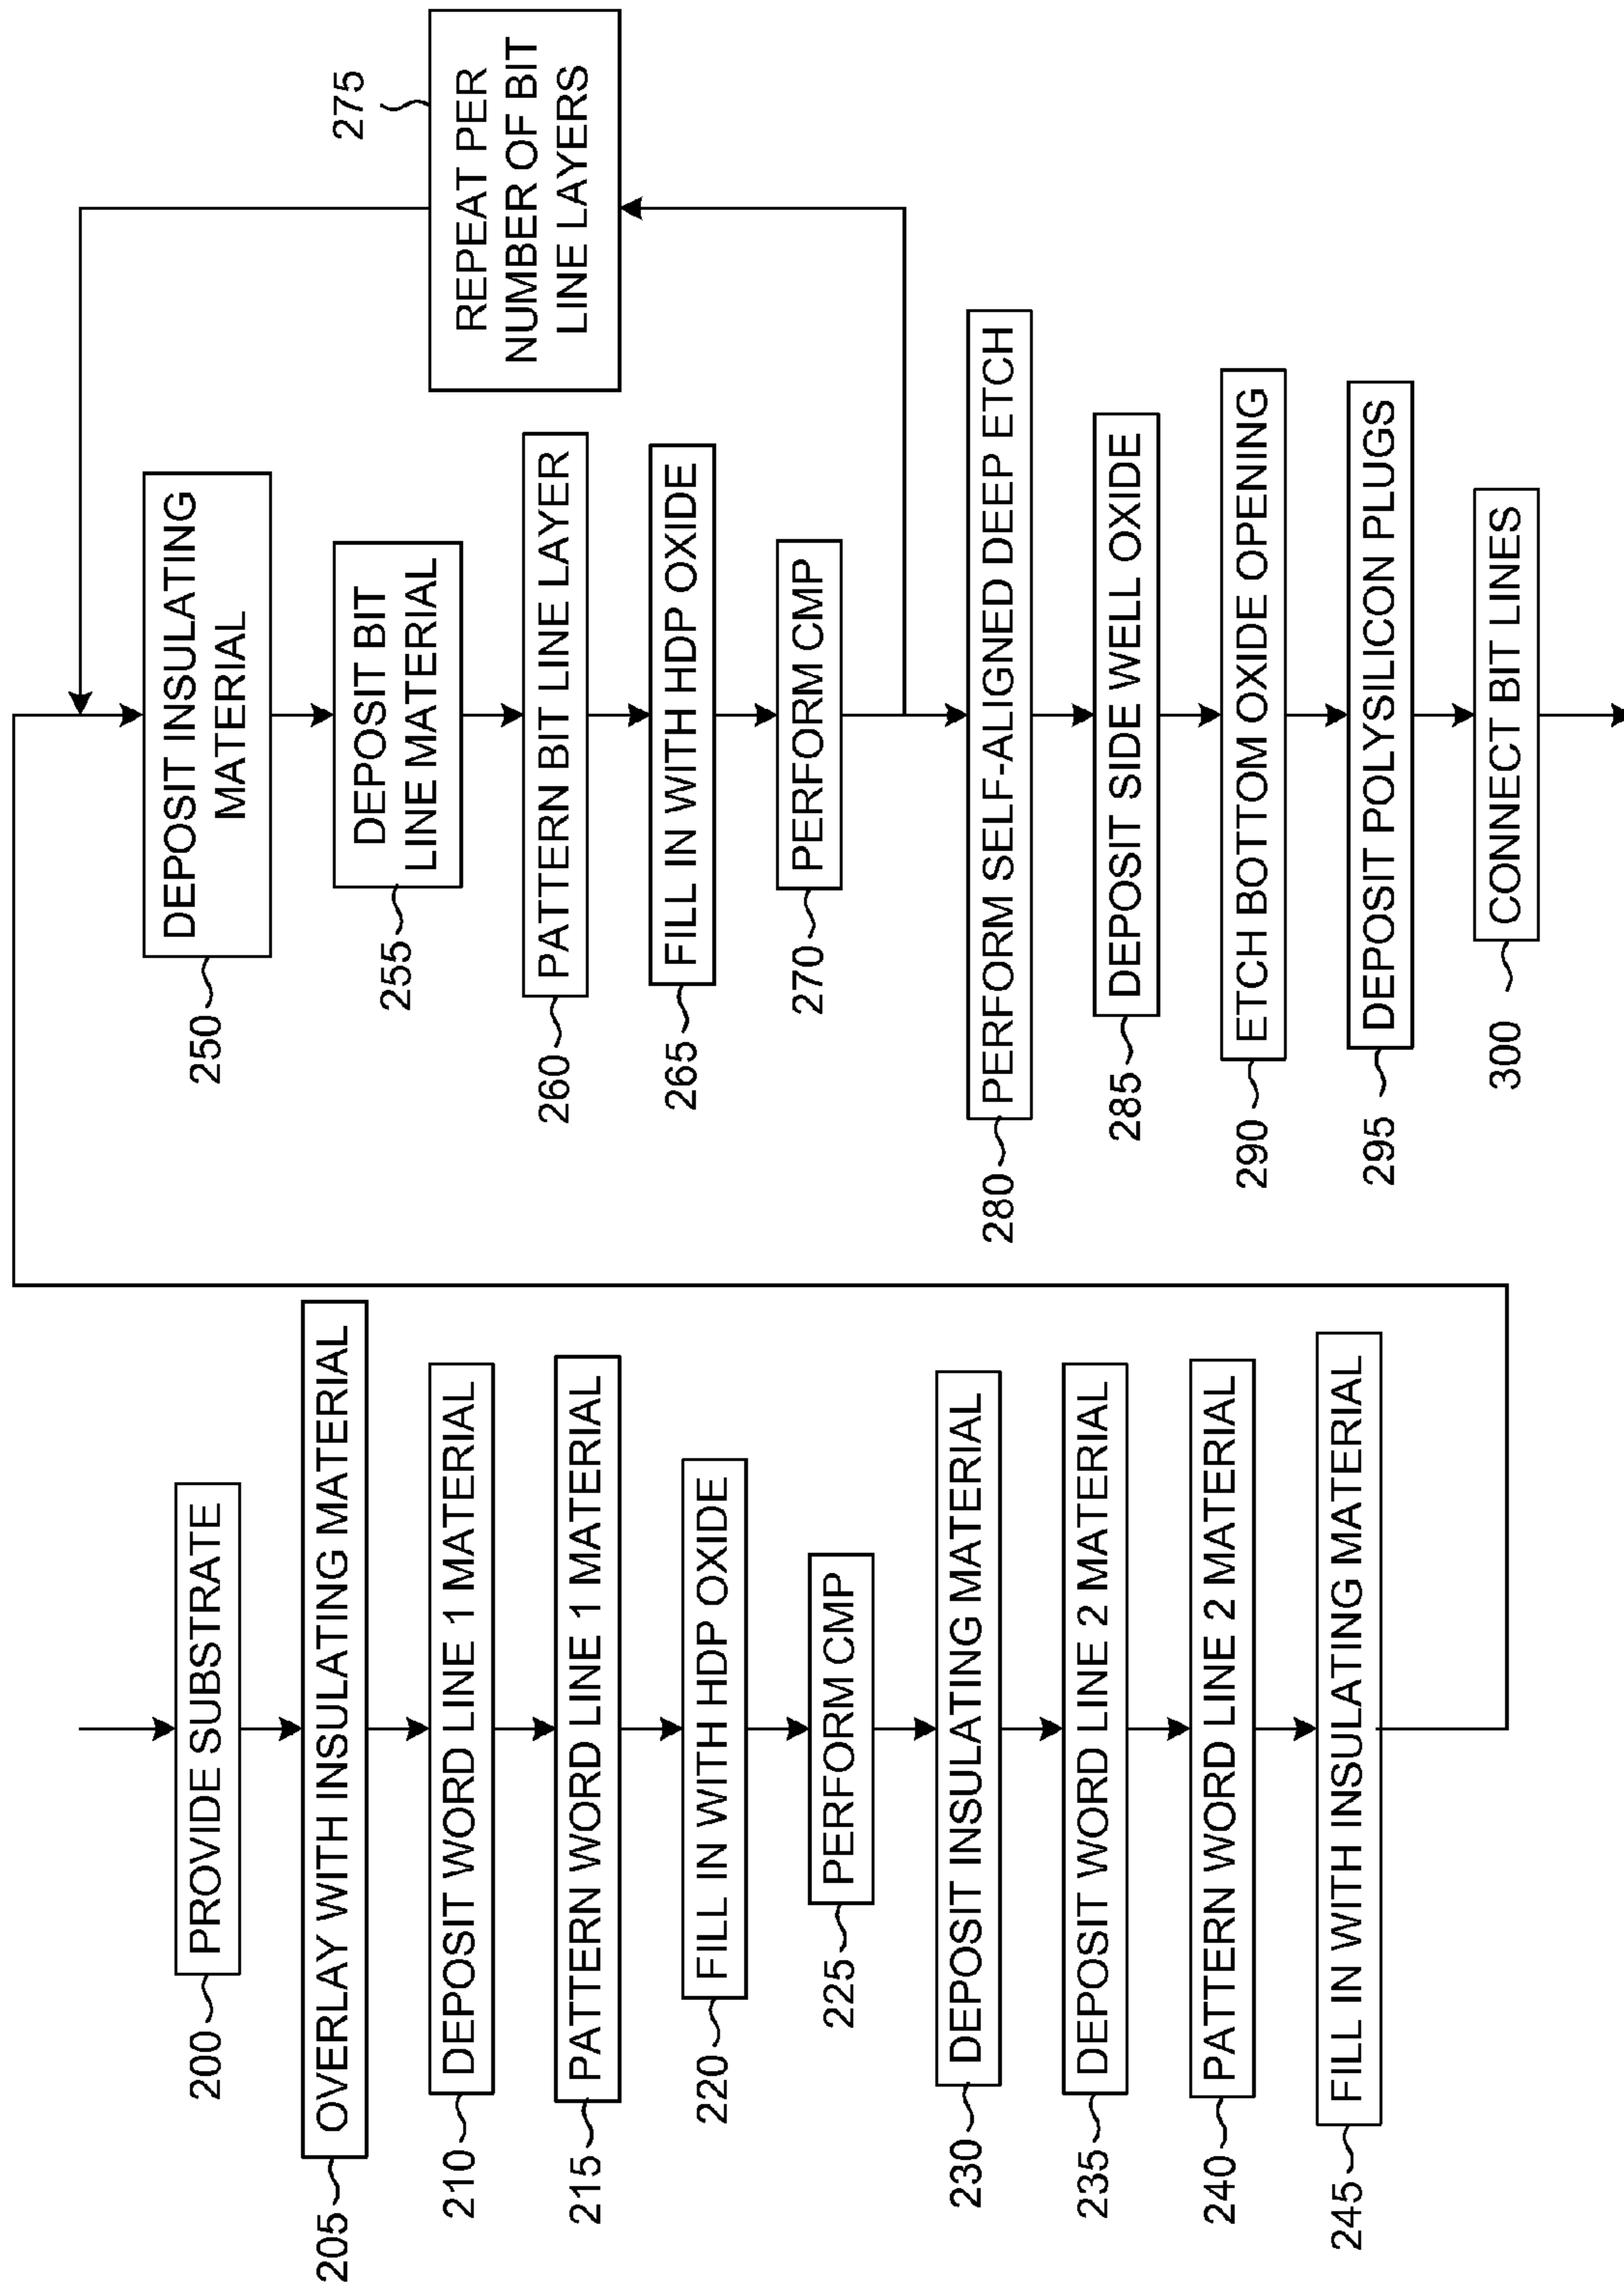 200
PROVIDE SUBSTRATE
205
OVERLAY WITH INSULATING MATERIAL
210
DEPOSIT WORD LINE 1 MATERIAL
215
PATTERN WORD LINE 1 MATERIAL
220
FILL IN WITH HDP OXIDE
225
PERFORM CMP
230
DEPOSIT INSULATING MATERIAL
235
DEPOSIT WORD LINE 2 MATERIAL
240
PATTERN WORD LINE 2 MATERIAL
245
FILL IN WITH INSULATING MATERIAL
250
DEPOSIT INSULATING
MATERIAL
255
DEPOSIT BIT
LINE MATERIAL
260
PATTERN BIT LINE LAYER
265
FILL IN WITH HDP OXIDE
270
PERFORM CMP
275
REPEAT PER
NUMBER OF BIT
LINE LAYERS
280
PERFORM SELF-ALIGNED DEEP ETCH
285
DEPOSIT SIDE WELL OXIDE
290
ETCH BOTTOM OXIDE OPENING
295
DEPOSIT POLYSILICON PLUGS
300
CONNECT BIT LINES